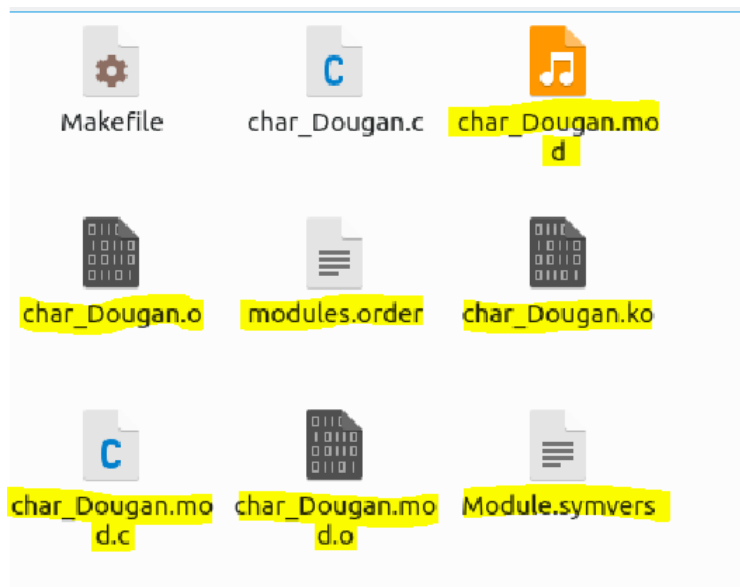 Makefile
char_Dougan.c
char_Dougan.mo
d
char_Dougan.o
modules.order
char_Dougan.ko
char_Dougan.mo
d.c
char_Dougan.mo
d.o
Module.symvers